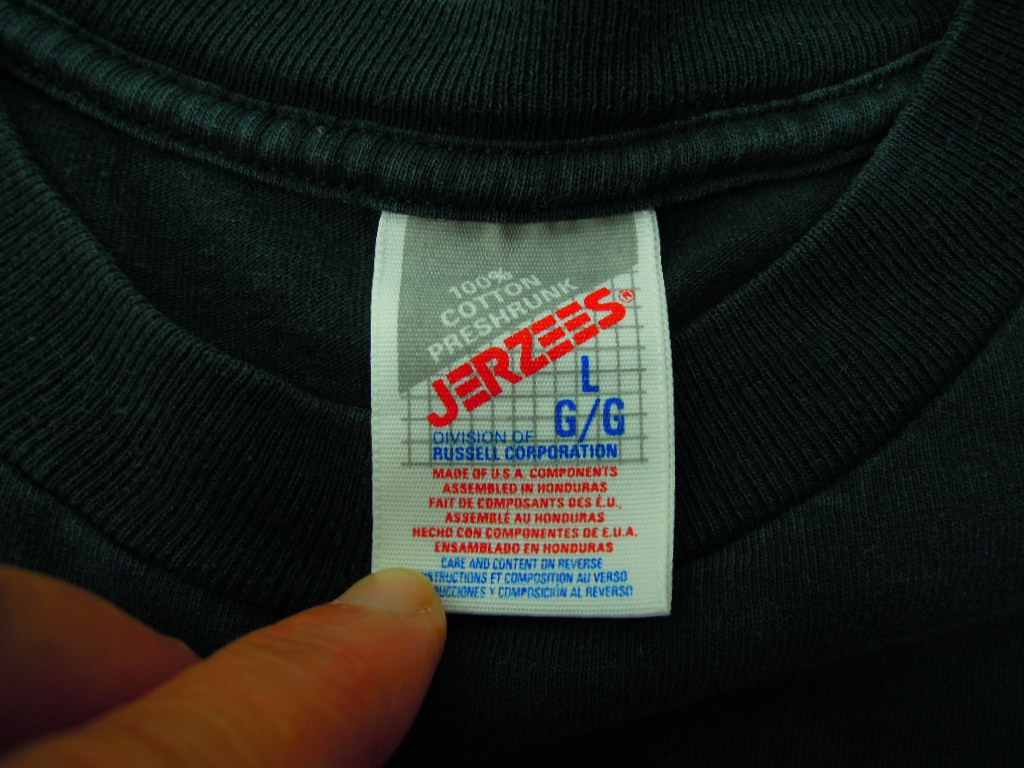 100%
COTTON
PRESHRUNK
JERZEES®
L
G/G
DIVISION OF
RUSSELL CORPORATION
MADE OF U.S.A. COMPONENTS
ASSEMBLED IN HONDURAS
FAIT DE COMPOSANTS DES É.U.,
ASSEMBLÉ AU HONDURAS
HECHO CON COMPONENTES DE E.U.A.
ENSAMBLADO EN HONDURAS
CARE AND CONTENT ON REVERSE
ET COMPOSITION AU VERSO
Y COMPOSICIÓN AL REVERSO